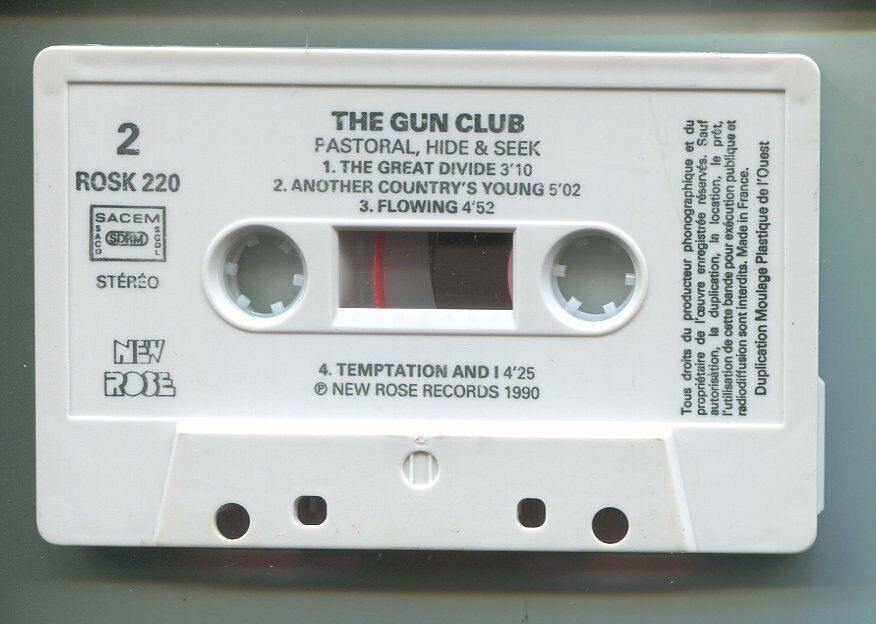 2
ROSK 220
SACEM
SACD
SDRM
SGDL
STÉRÉO
NEW
ROSE
THE GUN CLUB
PASTORAL, HIDE & SEEK
1. THE GREAT DIVIDE 3'10
2. ANOTHER COUNTRY'S YOUNG 5'02
3. FLOWING 4'52
4. TEMPTATION AND I 4'25
℗ NEW ROSE RECORDS 1990
Tous droits du producteur phonographique et du
propriétaire de l'œuvre enregistrée réservés. Sauf
autorisation, la duplication, la location, le prêt,
l'utilisation de cette bande pour exécution publique et
radiodiffusion sont interdits. Made in France.
Duplication Moulage Plastique de l'Ouest